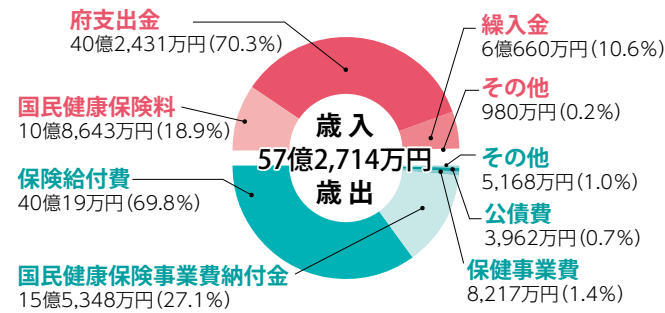 府支出金
40億2,431万円(70.3%)
国民健康保険料
10億8,643万円(18.9%)
繰入金
6億660万円(10.6%)
その他
980万円(0.2%)
歳入
57億2,714万円
歳出
保険給付費
40億19万円(69.8%)
国民健康保険事業費納付金
15億5,348万円(27.1%)
その他
5,168万円(1.0%)
公債費
3,962万円(0.7%)
保健事業費
8,217万円(1.4%)